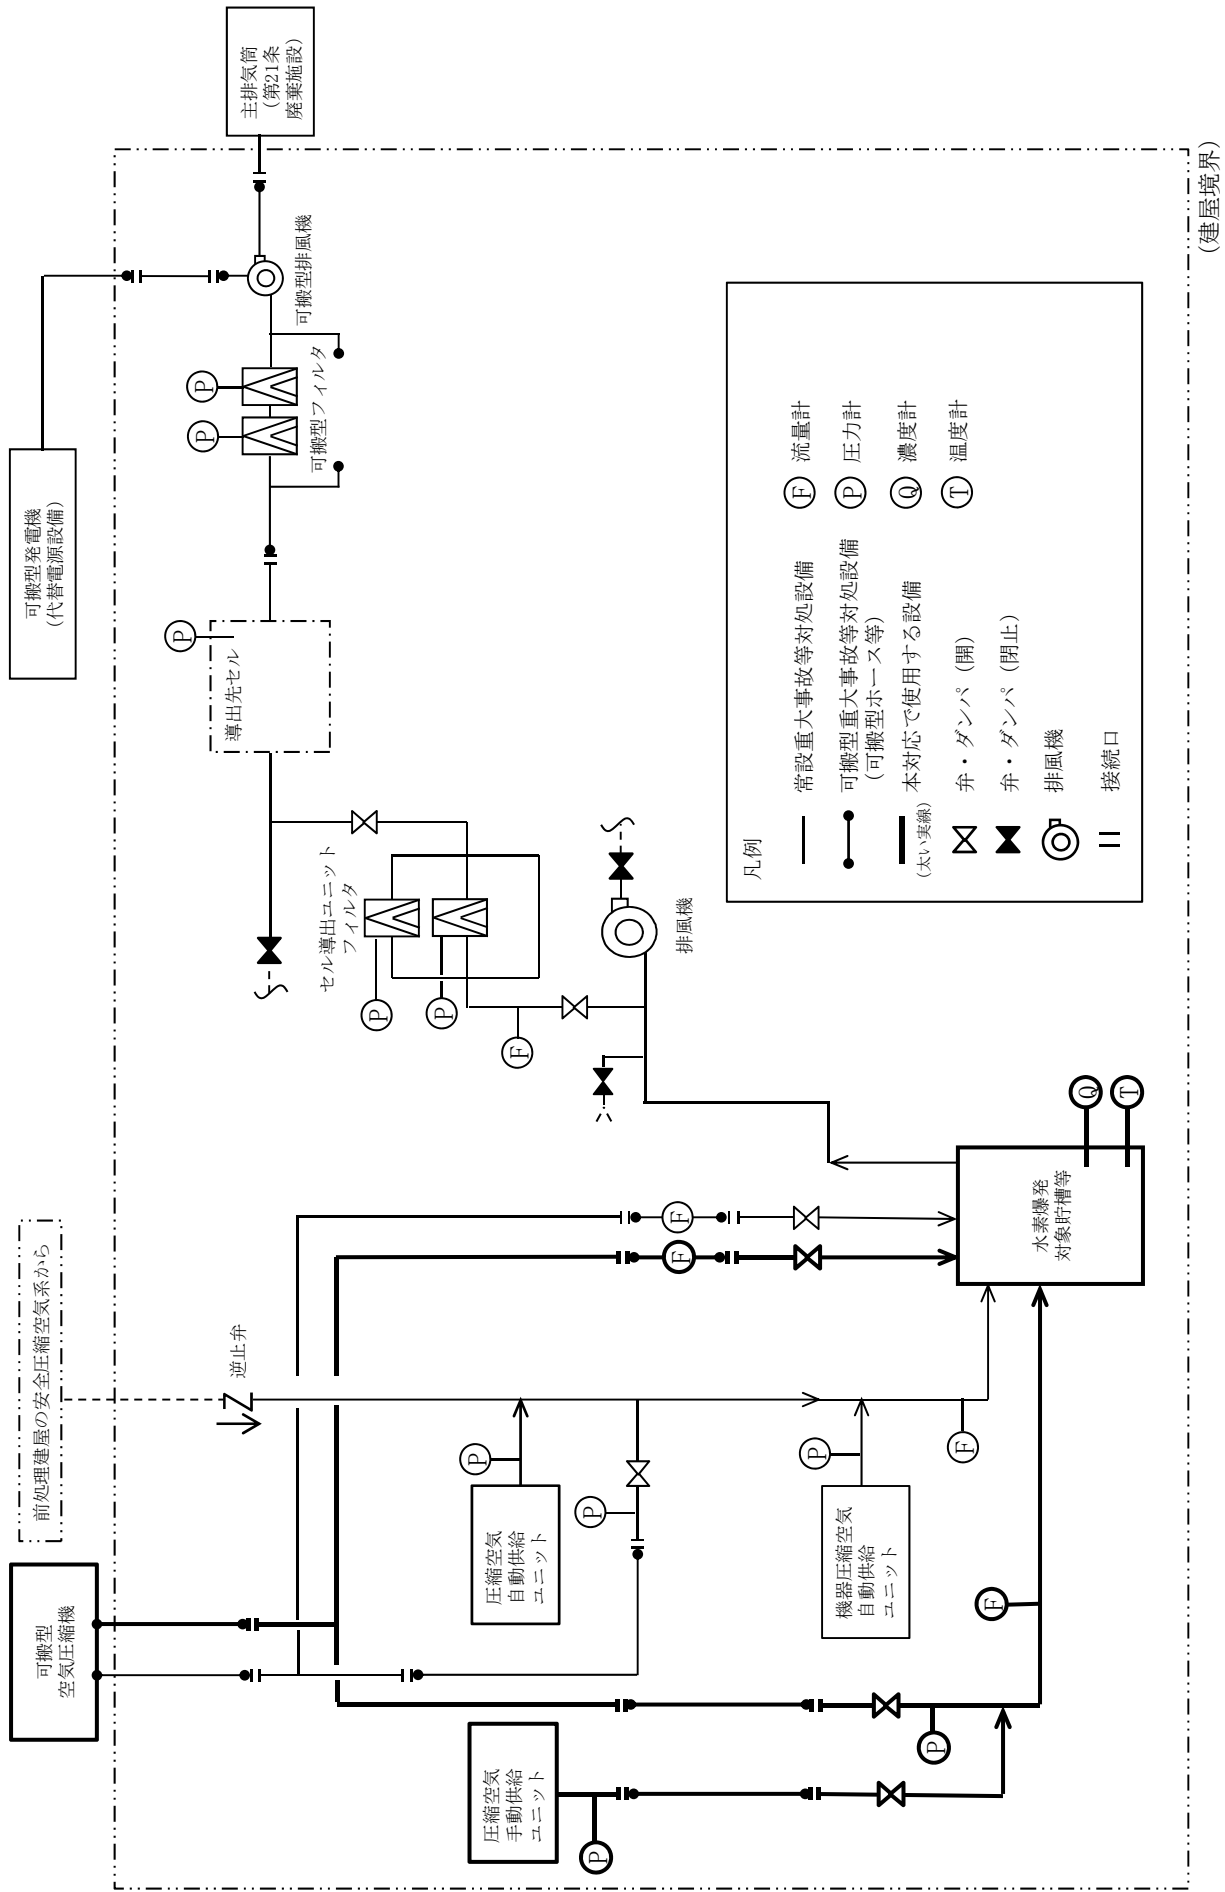 可搬型
空気圧縮機
前処理建屋の安全圧縮空気系から
可搬型発電機
(代替電源設備)
主排気筒
(第21条
廃棄施設)
(建屋境界)
圧縮空気
手動供給
ユニット
P
圧縮空気
自動供給
ユニット
P
P
機器圧縮空気
自動供給
ユニット
P
F
F
P
逆止弁
F
F
水素爆発
対象貯槽等
Q
T
セル導出ユニット
フィルタ
P
P
F
排風機
導出先セル
P
可搬型フィルタ
P
P
可搬型排風機
凡例
常設重大事故等対処設備
可搬型重大事故等対処設備
(可搬型ホース等)
本対応で使用する設備
(太い実線)
弁・ダンパ (開)
弁・ダンパ (閉止)
排風機
接続口
F 流量計
P 圧力計
Q 濃度計
T 温度計